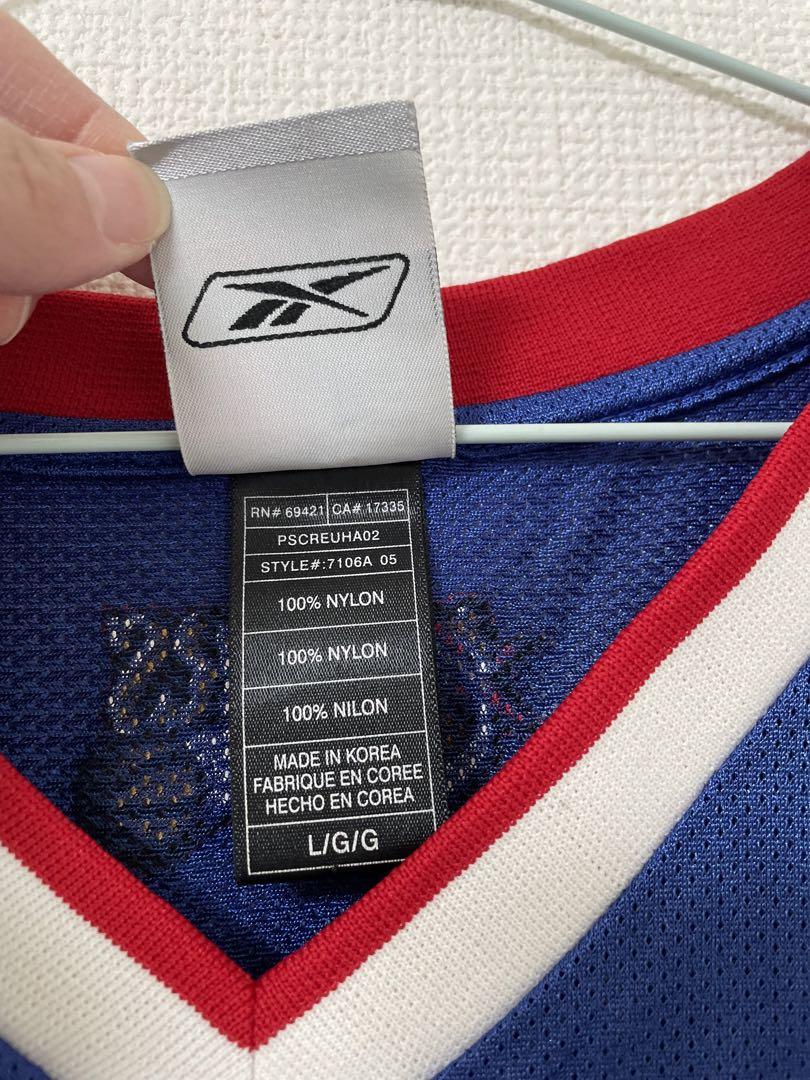 RN# 69421 CA# 17335
PSCREUHA02
STYLE#:7106A 05
100% NYLON
100% NYLON
100% NILON
MADE IN KOREA
FABRIQUE EN COREE
HECHO EN COREA
L/G/G